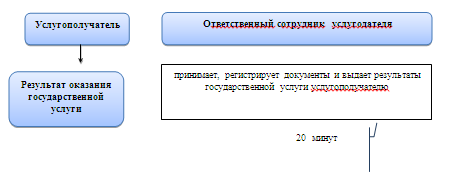 Услугополучатель
Ответственный сотрудник услугодателя
Результат оказания
государственной
услуги
принимает, регистрирует документы и выдает результаты
государственной услуги услугополучателю
20 минут